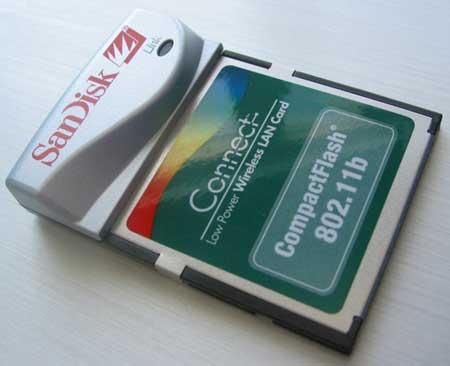 SanDisk
Link
Connect
Low Power Wireless LAN Card
CompactFlash®
802.11b